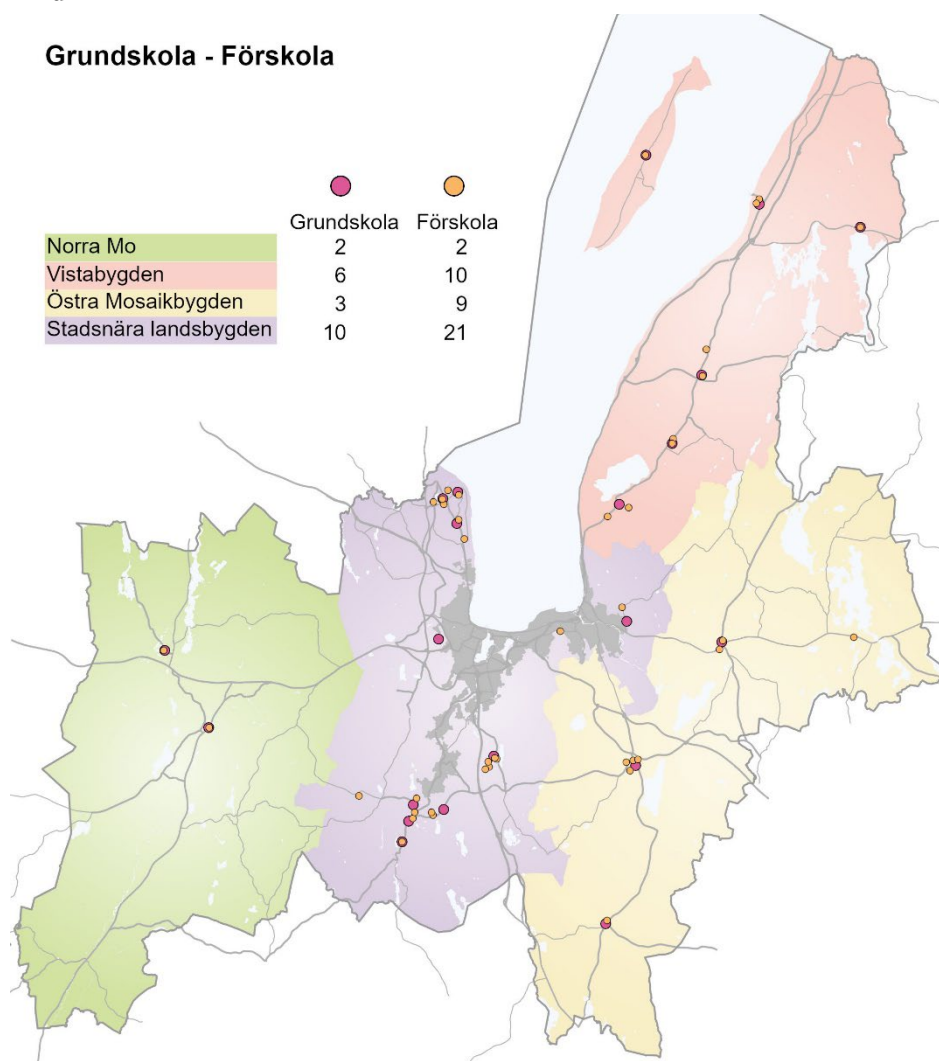 Grundskola - Förskola
Grundskola Förskola
Norra Mo 2 2
Vistabygden 6 10
Östra Mosaikbygden 3 9
Stadsnära landsbygden 10 21